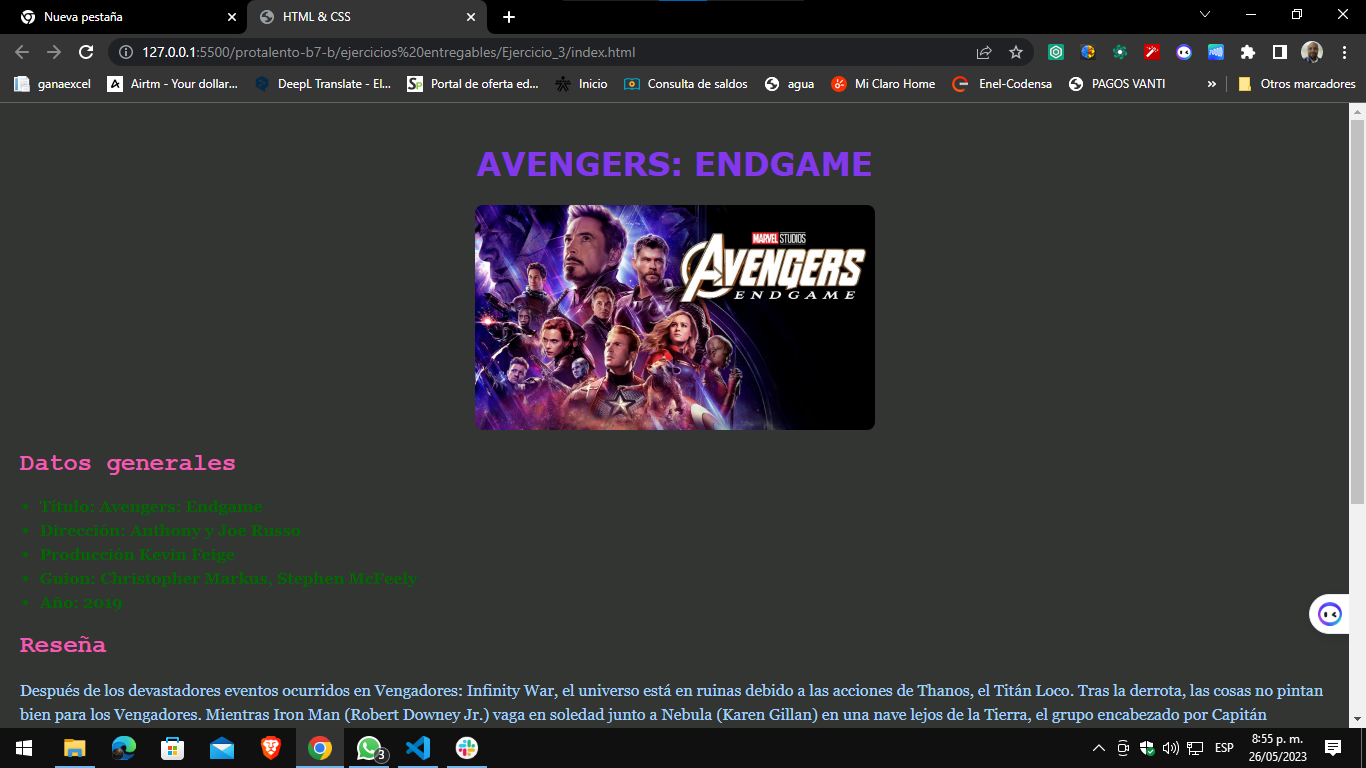 Nueva pestaña
HTML & CSS
127.0.0.1:5500/protalento-b7-b/ejercicios%20entregables/Ejercicio_3/index.html
ganaexcel
Airtm - Your dollar...
DeepL Translate - El...
Portal de oferta ed...
Inicio
Consulta de saldos
agua
Mi Claro Home
Enel-Codensa
PAGOS VANTI
»
Otros marcadores
AVENGERS: ENDGAME
MARVEL STUDIOS
AVENGERS
ENDGAME
Datos generales
• Título: Avengers: Endgame
• Dirección: Anthony y Joe Russo
• Producción Kevin Feige
• Guion: Christopher Markus, Stephen McFeely
• Año: 2019
Reseña
Después de los devastadores eventos ocurridos en Vengadores: Infinity War, el universo está en ruinas debido a las acciones de Thanos, el Titán Loco. Tras la derrota, las cosas no pintan
bien para los Vengadores. Mientras Iron Man (Robert Downey Jr.) vaga en soledad junto a Nebula (Karen Gillan) en una nave lejos de la Tierra, el grupo encabezado por Capitán
3
ESP
8:55 p. m.
26/05/2023